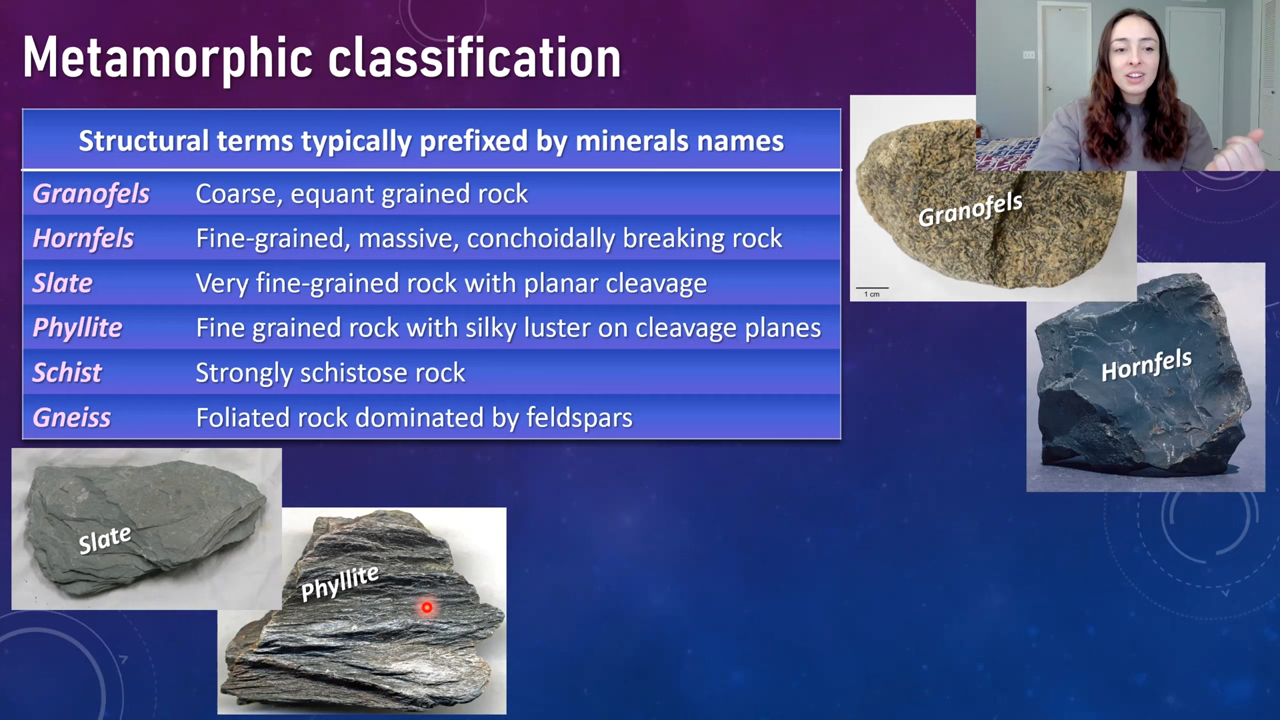 Metamorphic classification
Structural terms typically prefixed by minerals names
Granofels Coarse, equant grained rock
Hornfels Fine-grained, massive, conchoidally breaking rock
Slate Very fine-grained rock with planar cleavage
Phyllite Fine grained rock with silky luster on cleavage planes
Schist Strongly schistose rock
Gneiss Foliated rock dominated by feldspars
Granofels
1 cm
Hornfels
Slate
Phyllite